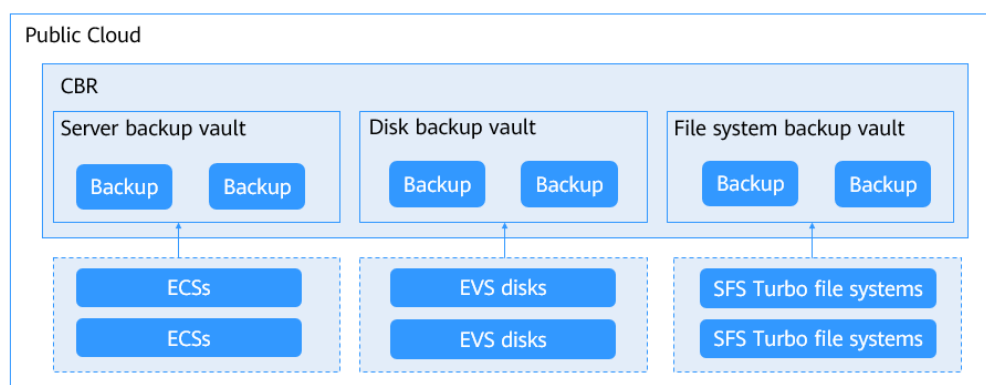 Public Cloud
CBR
Server backup vault
Backup Backup
Disk backup vault
Backup Backup
File system backup vault
Backup Backup
ECSs
ECSs
EVS disks
EVS disks
SFS Turbo file systems
SFS Turbo file systems